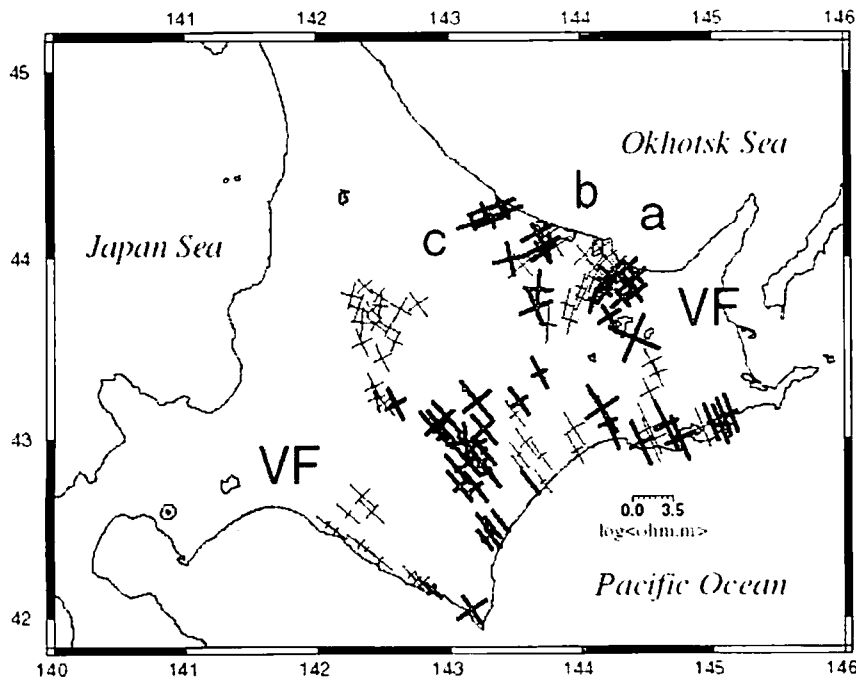 141 142 143 144 145 146
45
Okhotsk Sea
b
a
c
Japan Sea
44
VF
43
VF
0.0 3.5
log<ohm.m>
Pacific Ocean
42
140 141 142 143 144 145 146